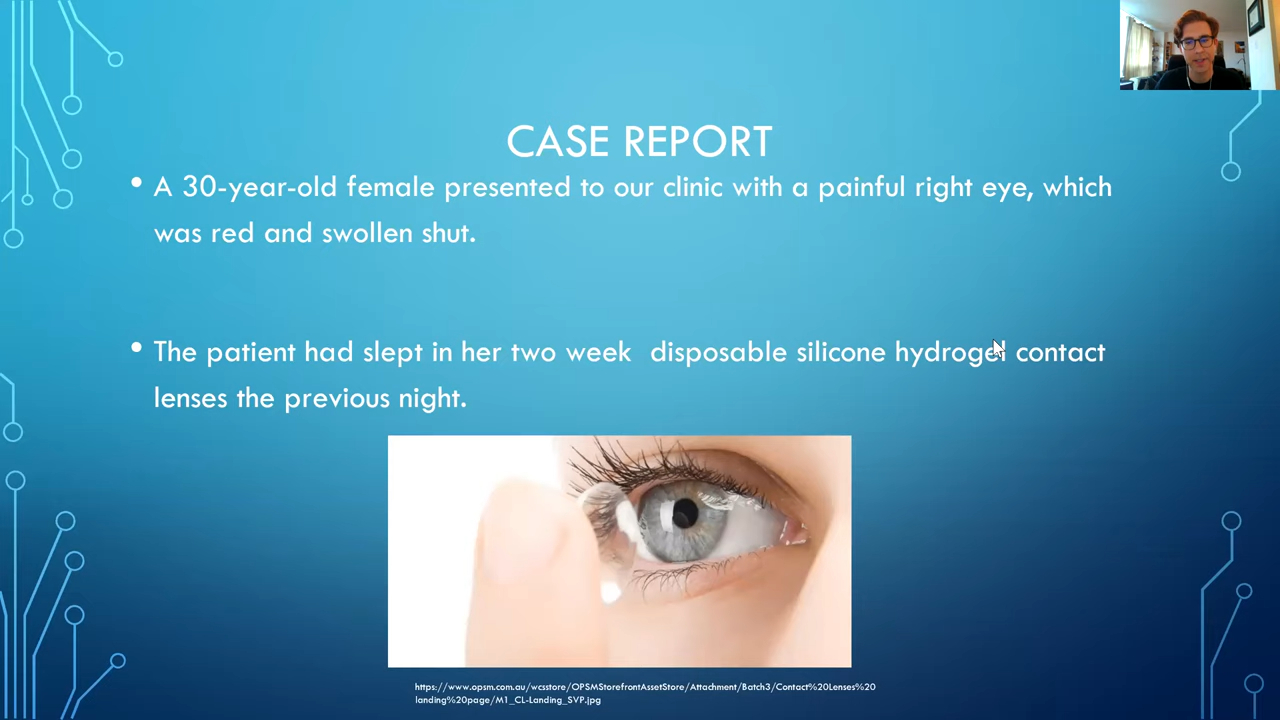 CASE REPORT
• A 30-year-old female presented to our clinic with a painful right eye, which
was red and swollen shut.
• The patient had slept in her two week  disposable silicone hydrogel contact
lenses the previous night.
https://www.opsm.com.au/wcsstore/OPSMStorefrontAssetStore/Attachment/Batch3/Contact%20Lenses%20
landing%20page/M1_CL-Landing_SVP.jpg